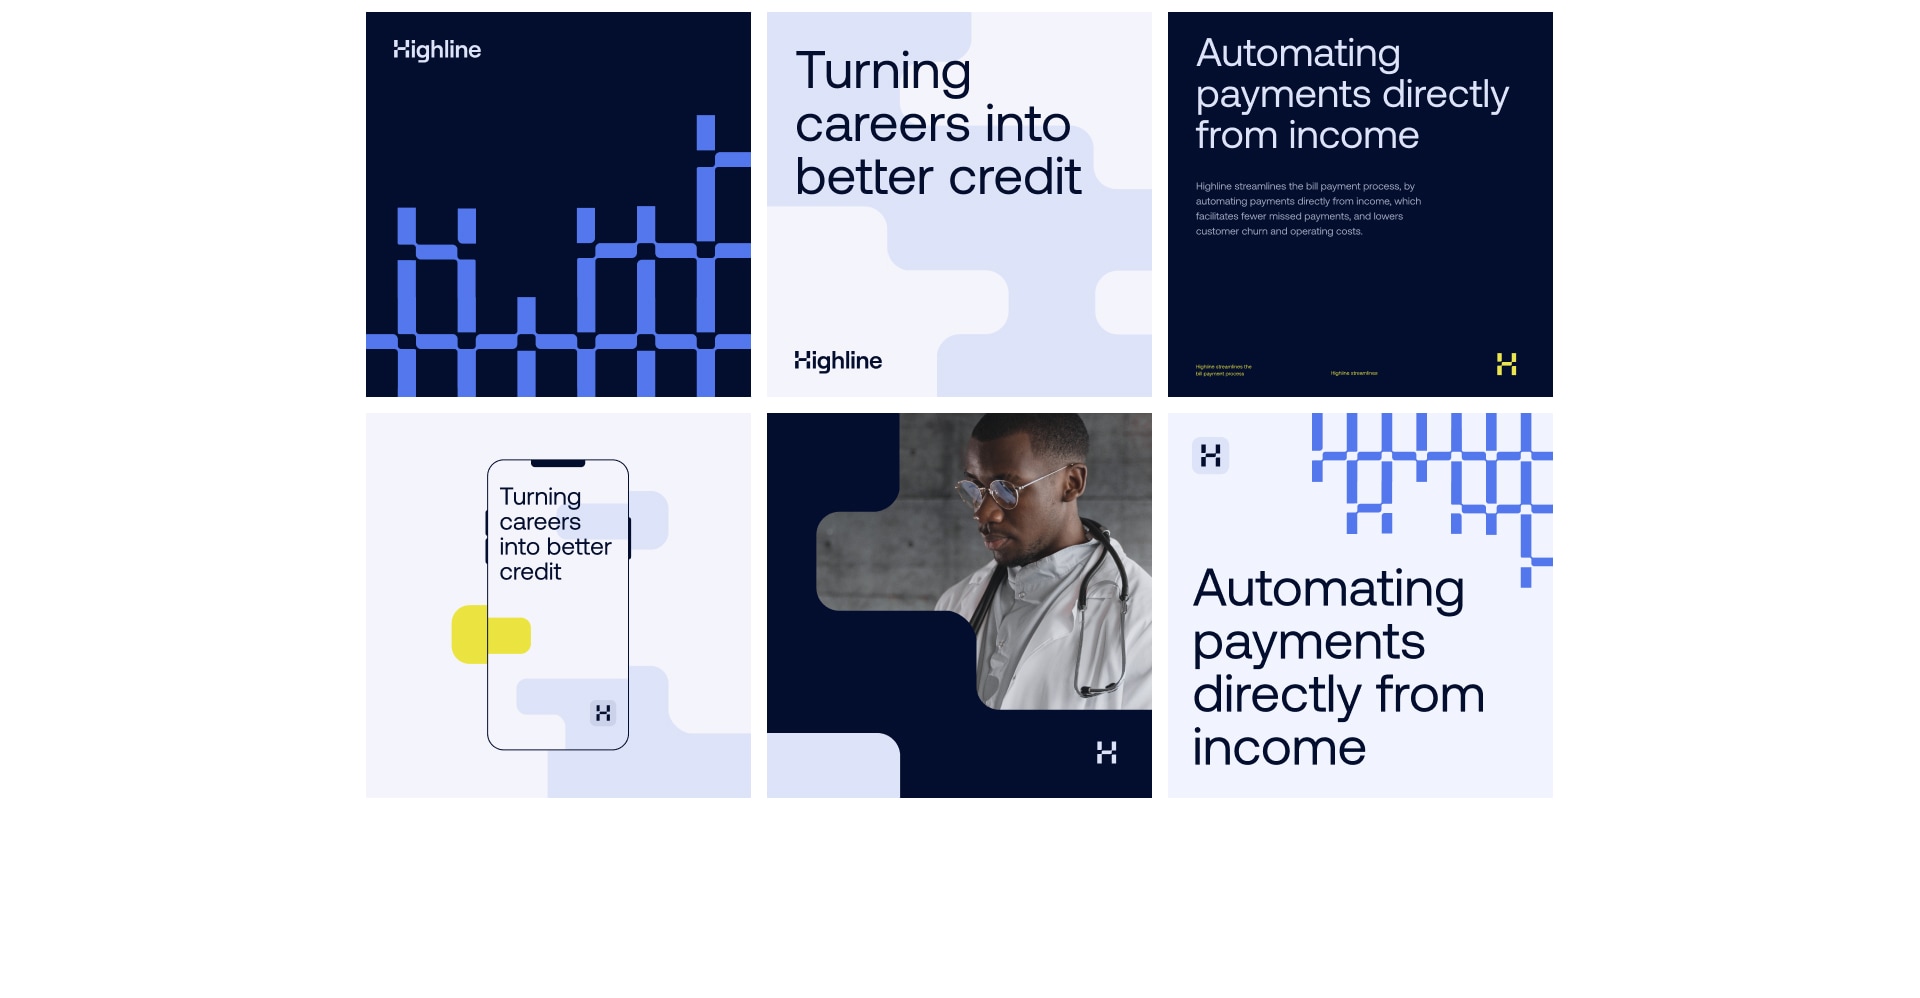 Highline
Turning
careers into
better credit
Highline
Automating
payments directly
from income
Highline streamlines the bill payment process, by
automating payments directly from income, which
facilitates fewer missed payments, and lowers
customer churn and operating costs.
Highline streamlines the
bill payment process
Highline streamlines
H
Turning
careers
into better
credit
H
H
H
Automating
payments
directly from
income